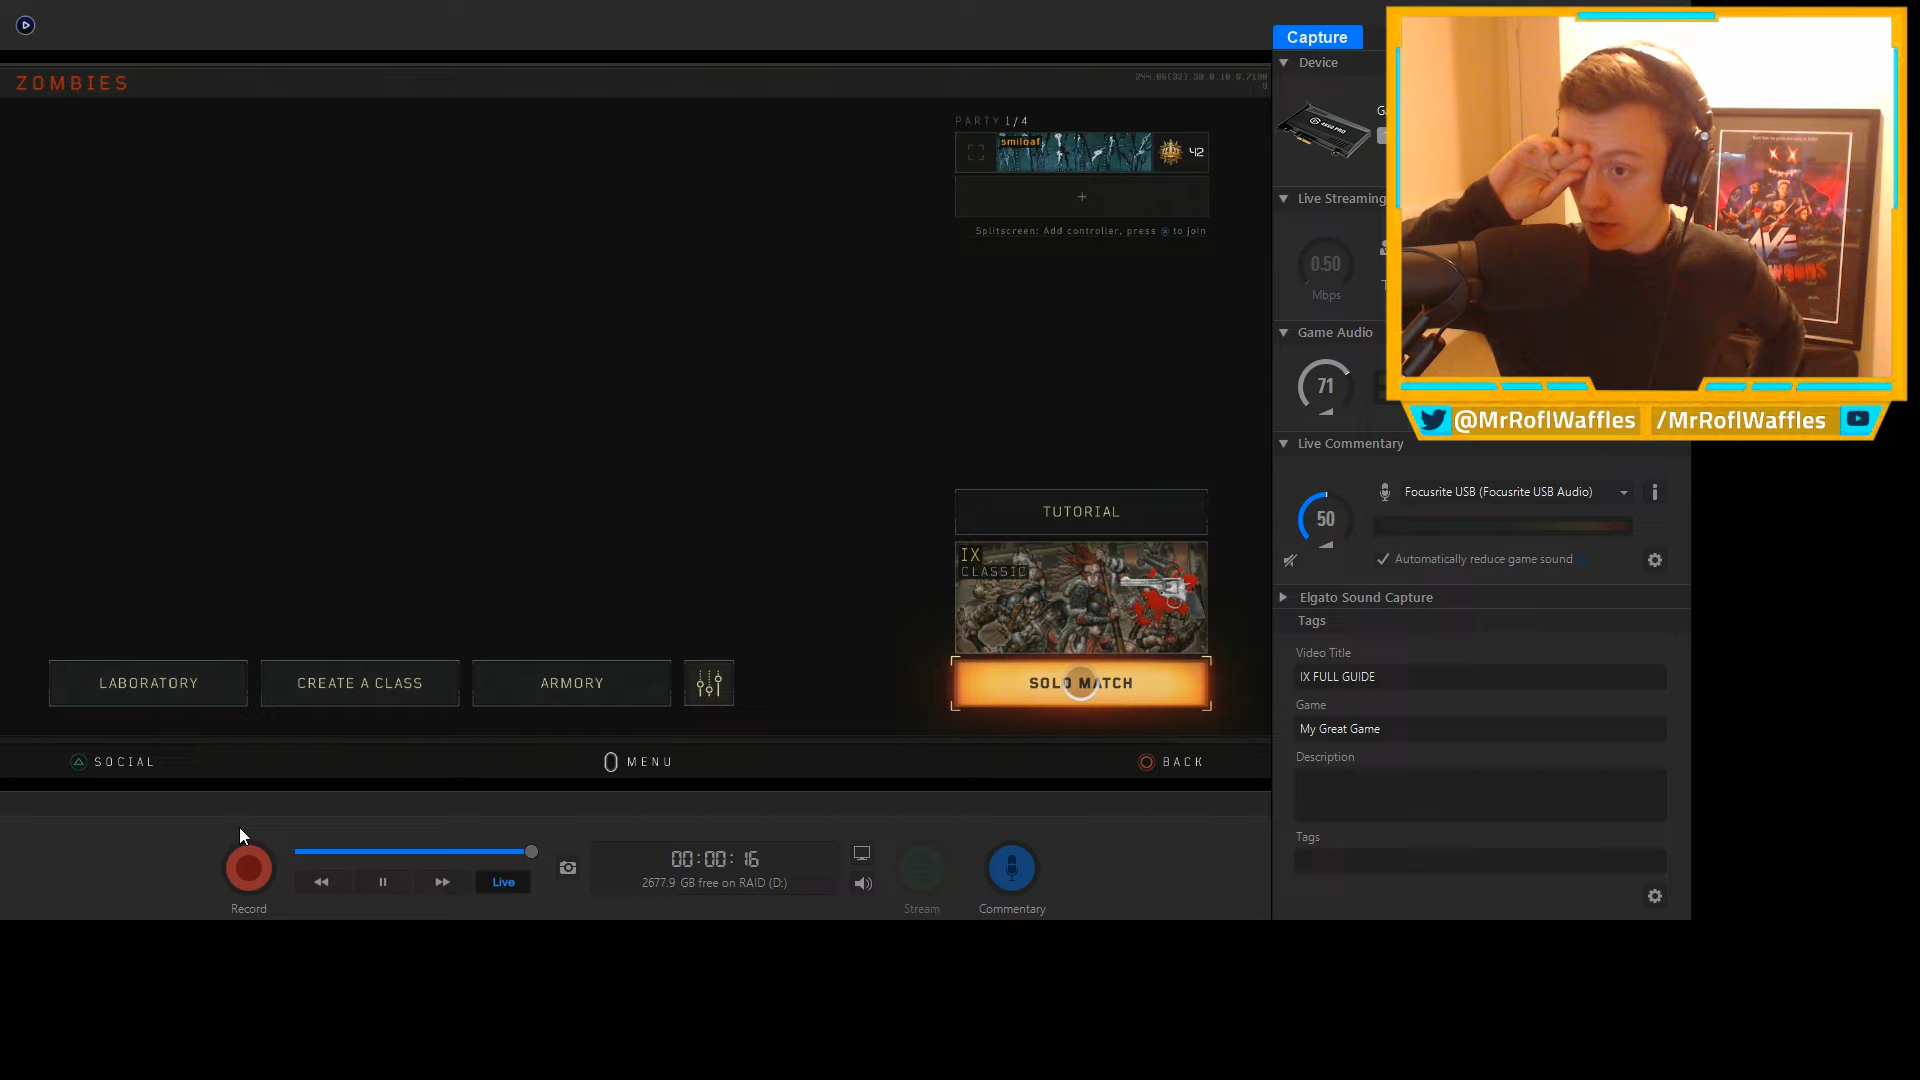 ZOMBIES
PARTY 1/4
smiloaf
42
+
Splitscreen: Add controller, press to join
TUTORIAL
IX
CLASSIC
SOLO MATCH
LABORATORY
CREATE A CLASS
ARMORY
SOCIAL
MENU
BACK
Record
Live
00:00:16
2677.9 GB free on RAID (D:)
Stream
Commentary
Capture
Device
4K60 PRO
Live Streaming
0.50
Mbps
Game Audio
71
@MrRoflWaffles
/MrRoflWaffles
Live Commentary
50
Focusrite USB (Focusrite USB Audio)
Automatically reduce game sound
Elgato Sound Capture
Tags
Video Title
IX FULL GUIDE
Game
My Great Game
Description
Tags